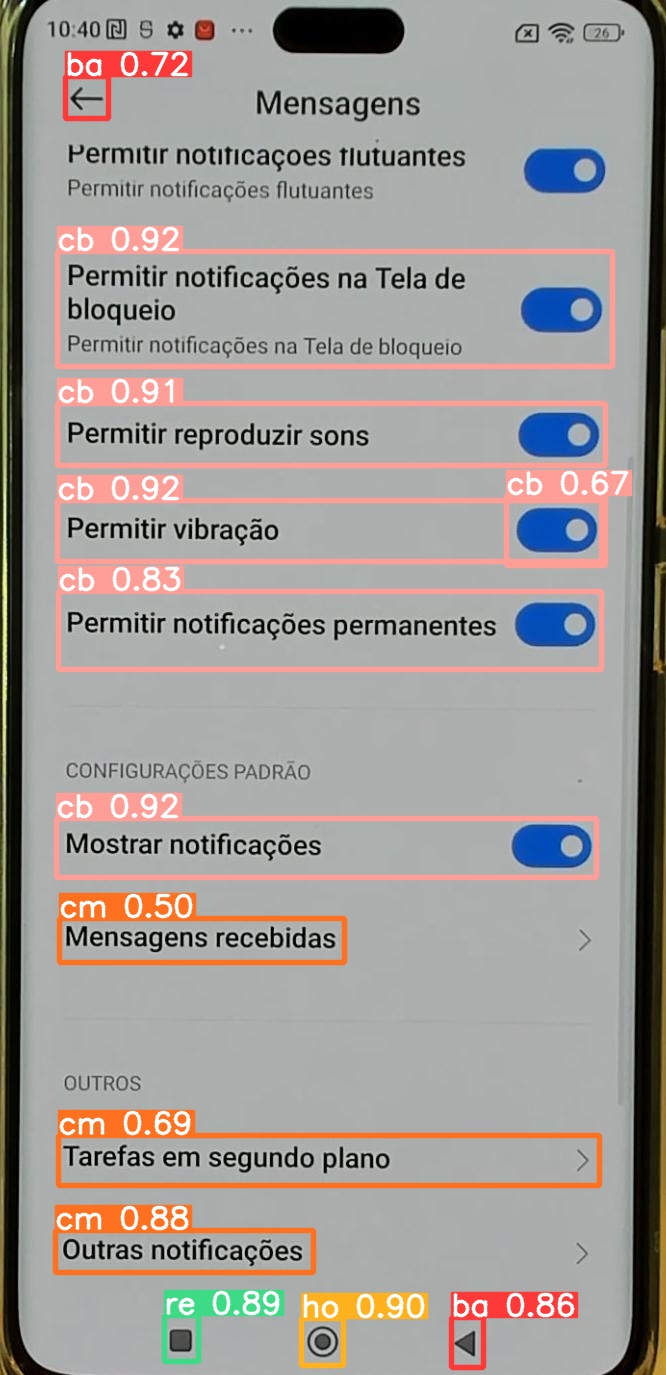 10:40 S ... 26
ba 0.72
Mensagens
Permitir notificações flutuantes
Permitir notificações flutuantes
cb 0.92
Permitir notificações na Tela de
bloqueio
Permitir notificações na Tela de bloqueio
cb 0.91
Permitir reproduzir sons
cb 0.92
cb 0.67
Permitir vibração
cb 0.83
Permitir notificações permanentes
CONFIGURAÇÕES PADRÃO
cb 0.92
Mostrar notificações
cm 0.50
Mensagens recebidas
OUTROS
cm 0.69
Tarefas em segundo plano
cm 0.88
Outras notificações
re 0.89
ho 0.90
ba 0.86